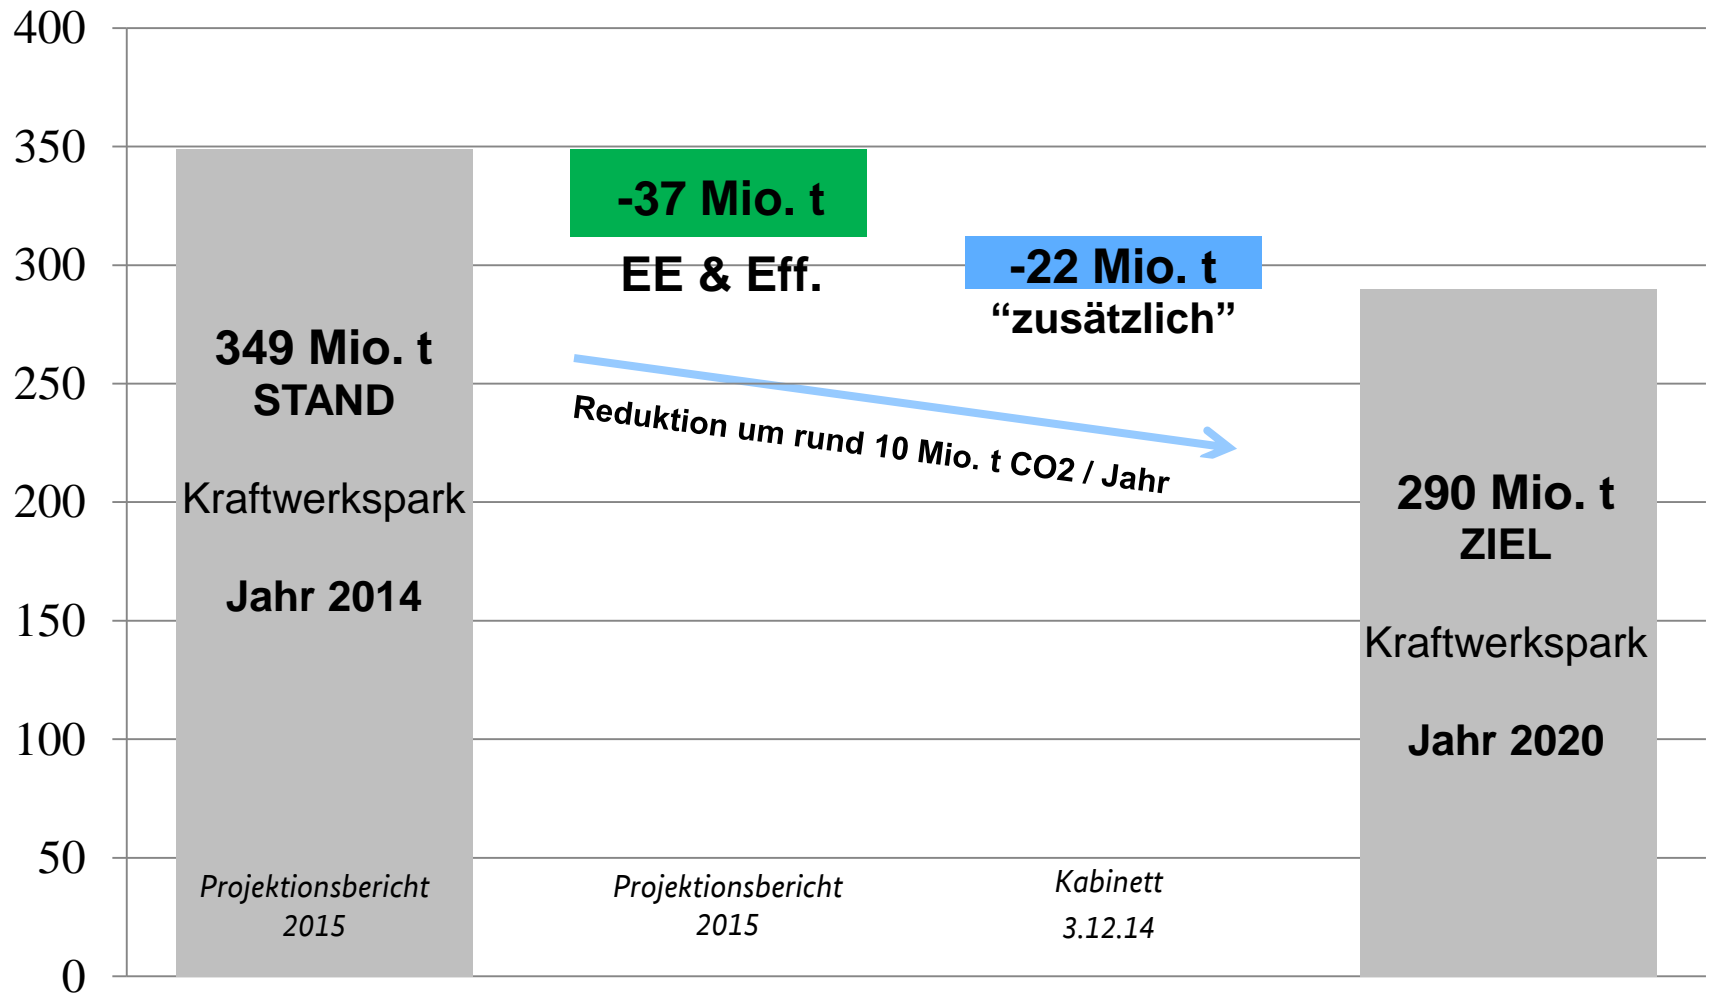 400
350
300
250
200
150
100
50
0
349 Mio. t
STAND
Kraftwerkspark
Jahr 2014
Projektionsbericht
2015
-37 Mio. t
EE & Eff.
Projektionsbericht
2015
-22 Mio. t
“zusätzlich”
Kabinett
3.12.14
Reduktion um rund 10 Mio. t CO2 / Jahr
290 Mio. t
ZIEL
Kraftwerkspark
Jahr 2020